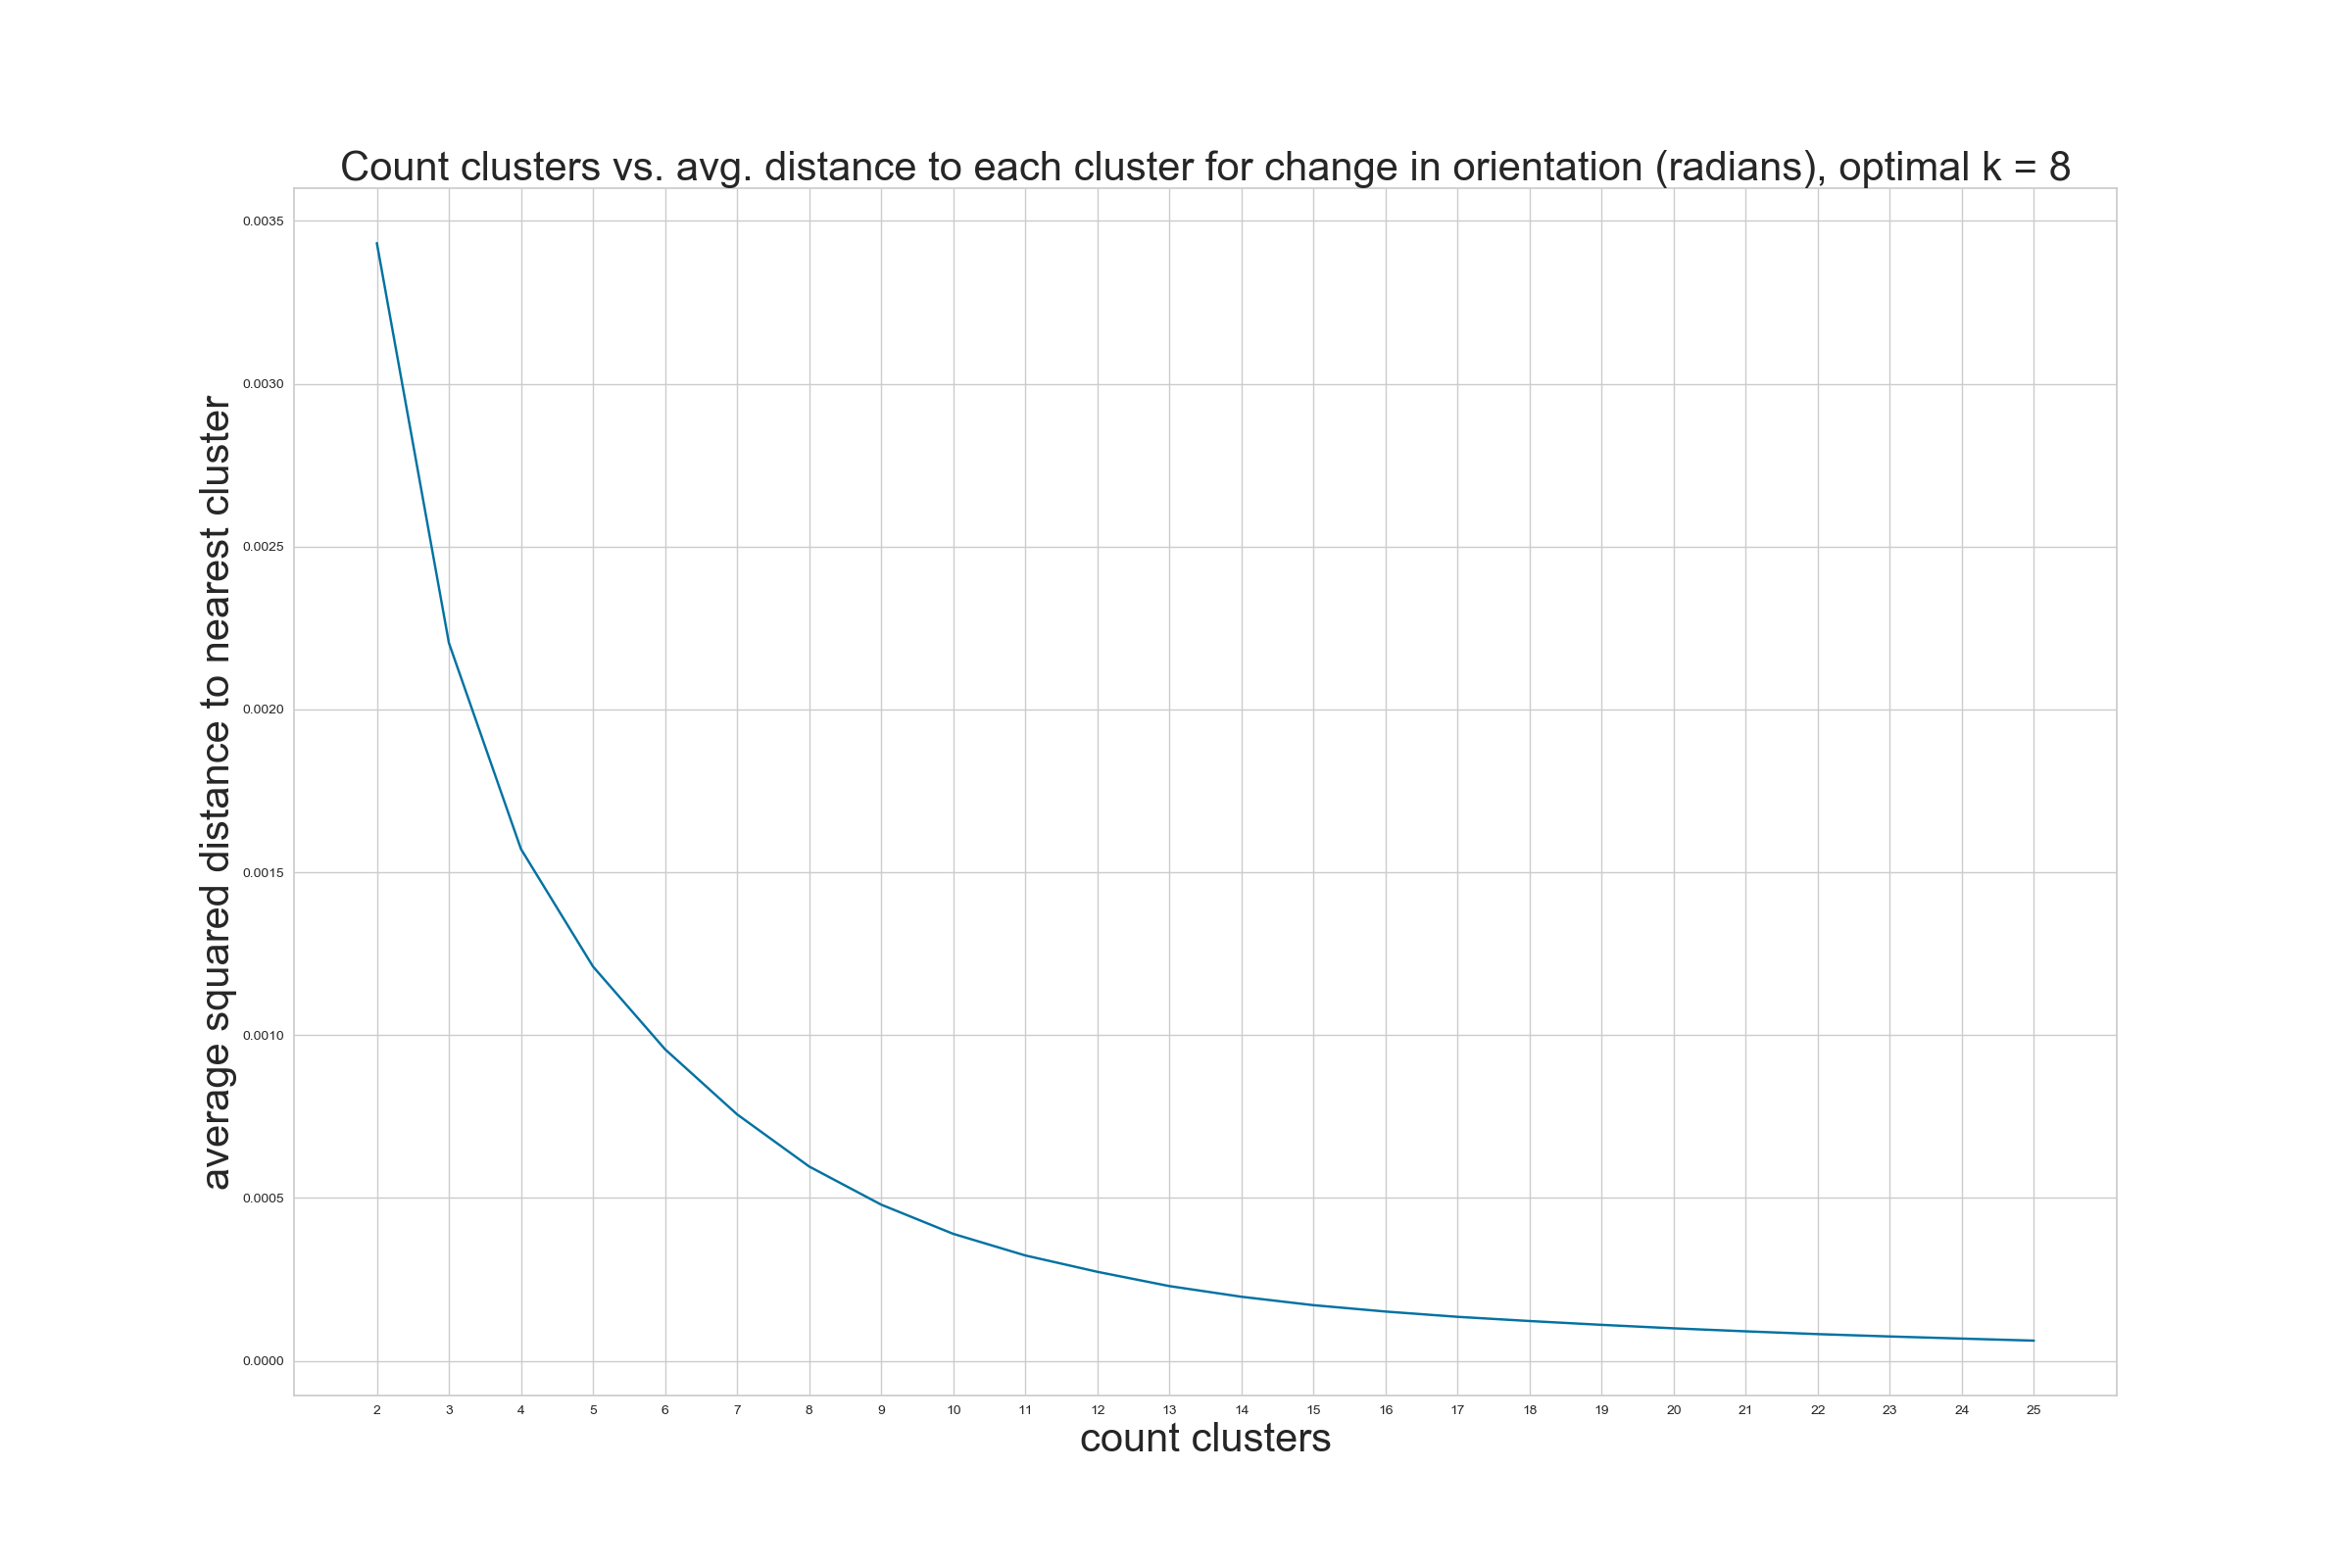 Count clusters vs. avg. distance to each cluster for change in orientation (radians), optimal k = 8
average squared distance to nearest cluster
0.0035
0.0030
0.0025
0.0020
0.0015
0.0010
0.0005
0.0000
2 3 4 5 6 7 8 9 10 11 12 13 14 15 16 17 18 19 20 21 22 23 24 25
count clusters